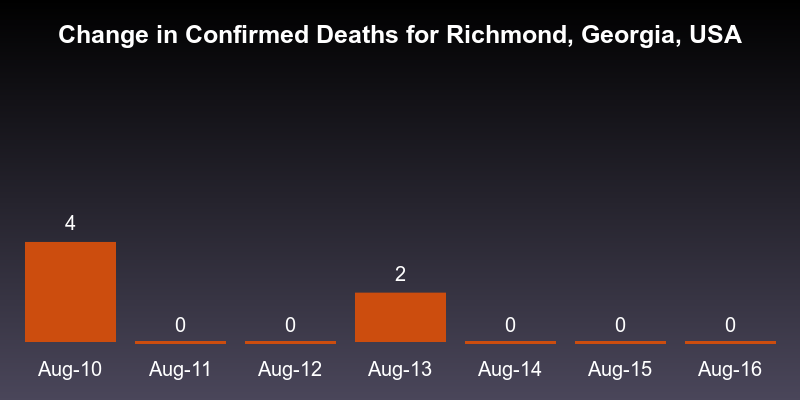 Change in Confirmed Deaths for Richmond, Georgia, USA
4
0
0
2
0
0
0
Aug-10
Aug-11
Aug-12
Aug-13
Aug-14
Aug-15
Aug-16